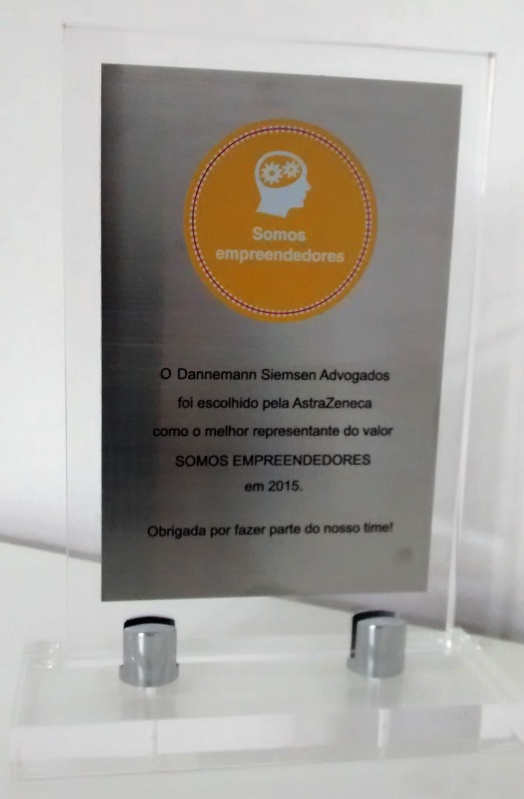 Somos
empreendedores
O Dannemann Siemsen Advogados
foi escolhido pela AstraZeneca
como o melhor representante do valor
SOMOS EMPREENDEDORES
em 2015.
Obrigada por fazer parte do nosso time!